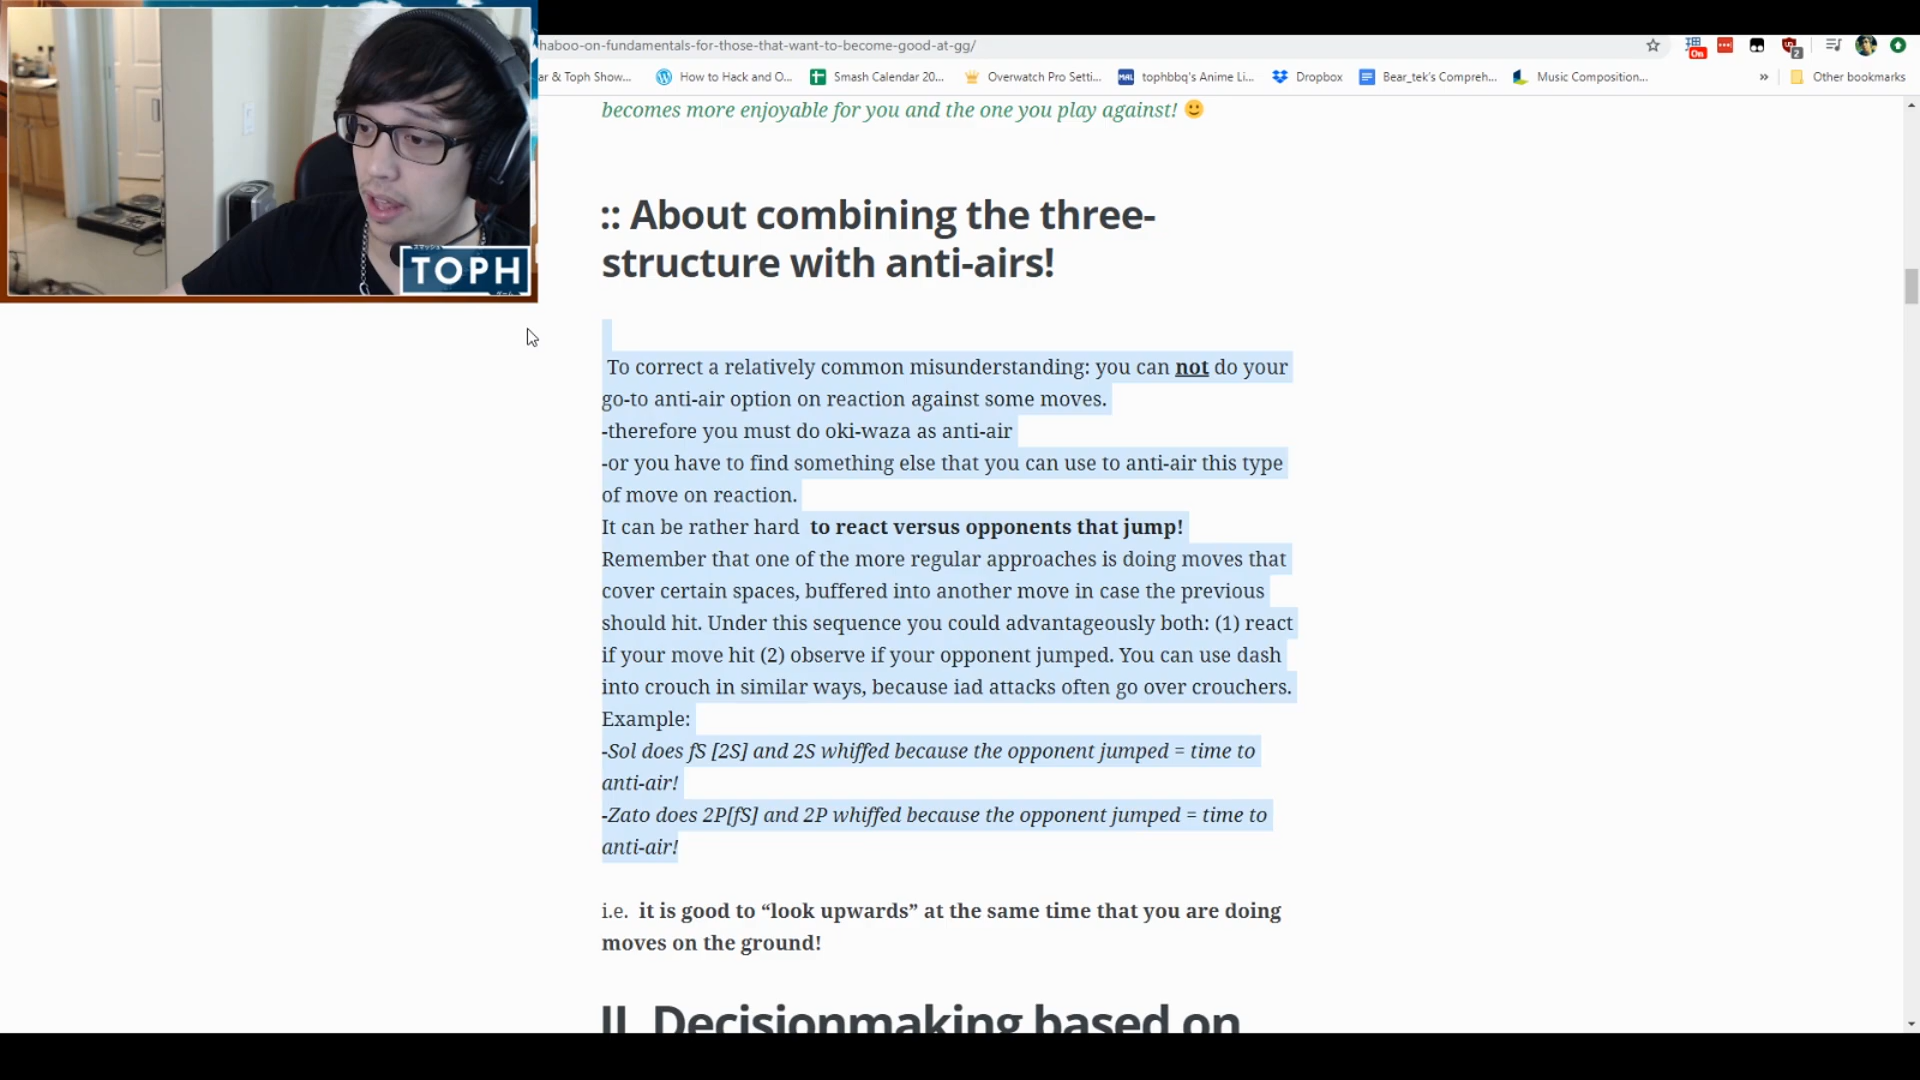 haboo-on-fundamentals-for-those-that-want-to-become-good-at-gg/
ar & Toph Show... How to Hack and O... Smash Calendar 20... Overwatch Pro Setti... MAL tophbbq's Anime Li... Dropbox Bear_tek's Compreh... Music Composition... » Other bookmarks
becomes more enjoyable for you and the one you play against! 🙂
:: About combining the three-
structure with anti-airs!
スマッシュ
TOPH
To correct a relatively common misunderstanding: you can not do your
go-to anti-air option on reaction against some moves.
-therefore you must do oki-waza as anti-air
-or you have to find something else that you can use to anti-air this type
of move on reaction.
It can be rather hard to react versus opponents that jump!
Remember that one of the more regular approaches is doing moves that
cover certain spaces, buffered into another move in case the previous
should hit. Under this sequence you could advantageously both: (1) react
if your move hit (2) observe if your opponent jumped. You can use dash
into crouch in similar ways, because iad attacks often go over crouchers.
Example:
-Sol does fS [2S] and 2S whiffed because the opponent jumped = time to
anti-air!
-Zato does 2P[fS] and 2P whiffed because the opponent jumped = time to
anti-air!
i.e. it is good to “look upwards” at the same time that you are doing
moves on the ground!
II. Decisionmaking based on